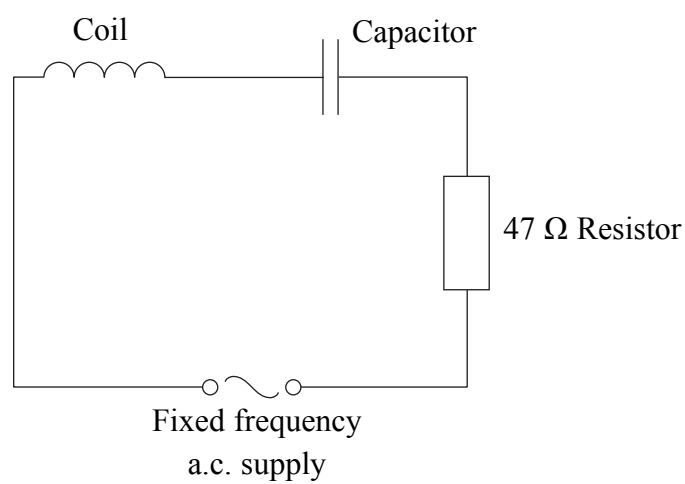 Coil
Capacitor
47 Ω Resistor
Fixed frequency
a.c. supply